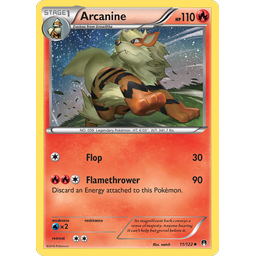 STAGE 1
Arcanine
HP 110
Evolves from Growlithe
NO. 059 Legendary Pokémon HT: 6'03" WT: 341.7 lbs.
Flop 30
Flamethrower 90
Discard an Energy attached to this Pokémon.
weakness resistance
×2
retreat
11/122